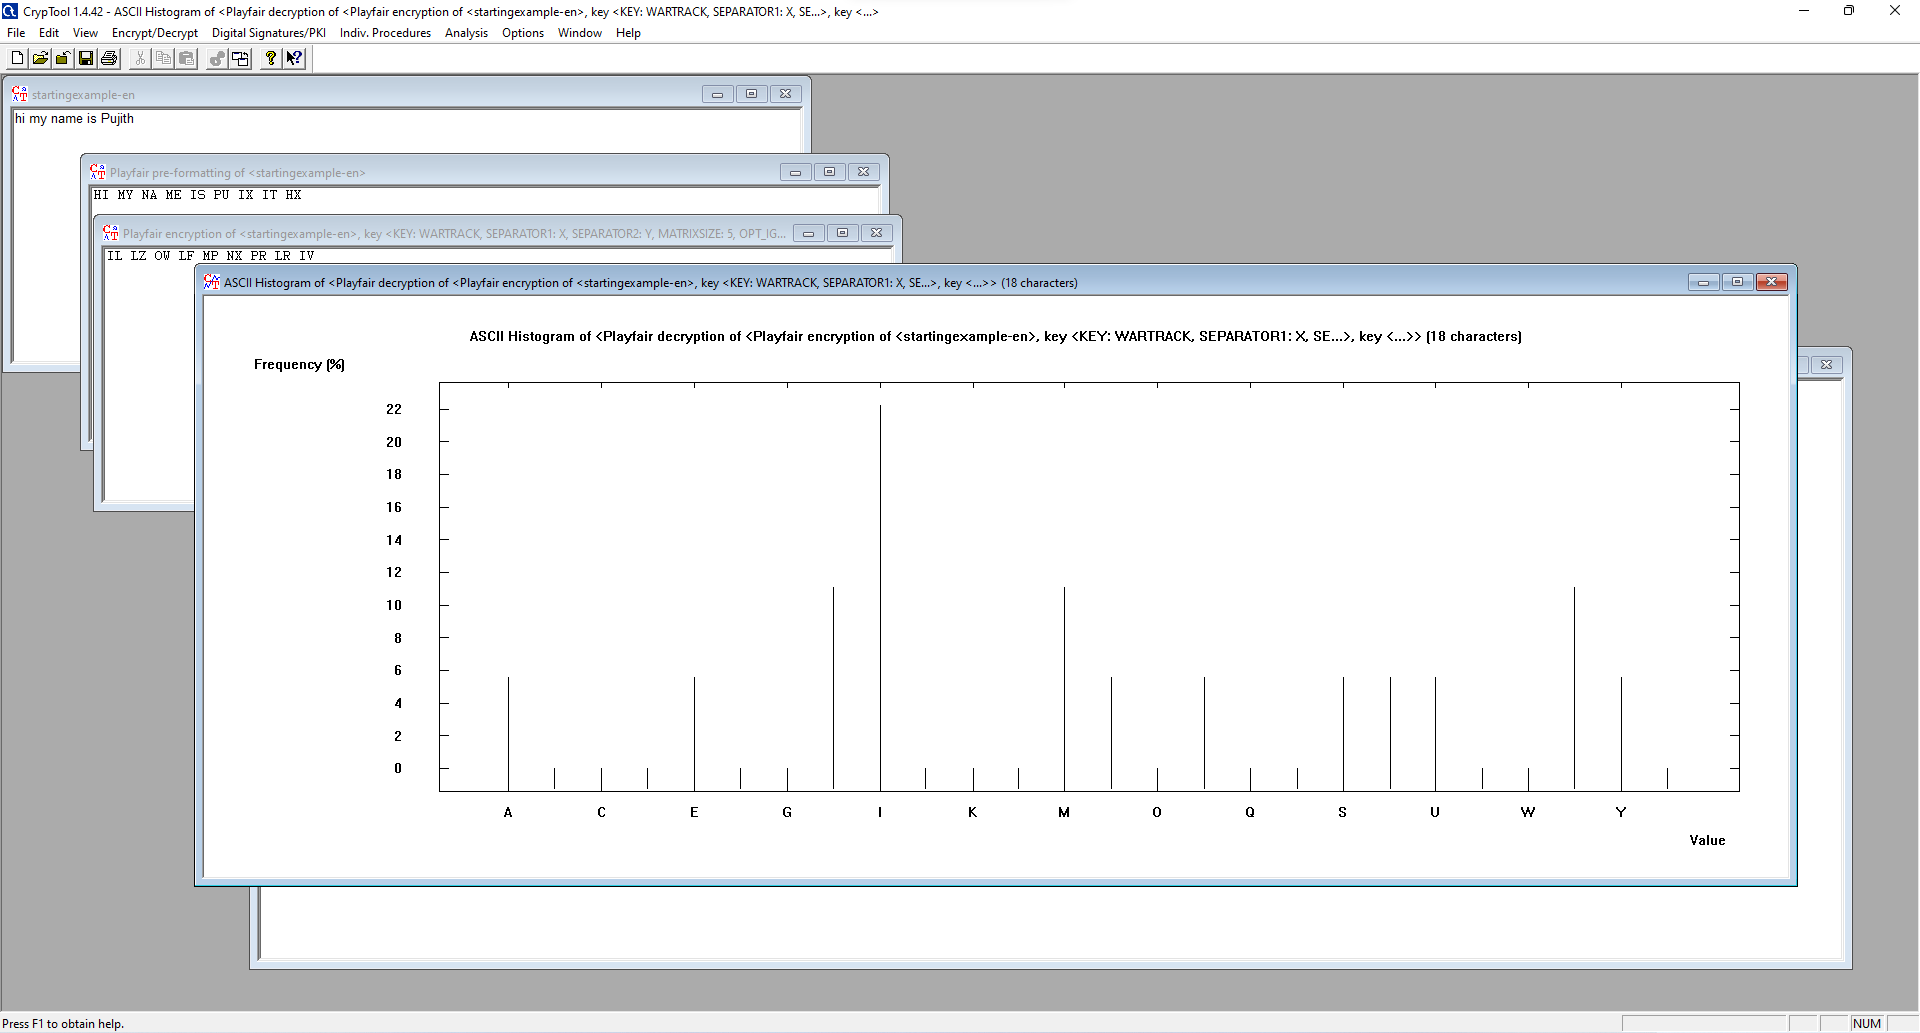 CrypTool 1.4.42 - ASCII Histogram of <Playfair decryption of <Playfair encryption of <startingexample-en>, key <KEY: WARTRACK, SEPARATOR1: X, SE...>, key <...>
File Edit View Encrypt/Decrypt Digital Signatures/PKI Indiv. Procedures Analysis Options Window Help
startingexample-en
hi my name is Pujith
Playfair pre-formatting of <startingexample-en>
HI MY NA ME IS PU IX IT HX
Playfair encryption of <startingexample-en>, key <KEY: WARTRACK, SEPARATOR1: X, SEPARATOR2: Y, MATRIXSIZE: 5, OPT_IG...
IL LZ OW LF MP NX PR LR IV
ASCII Histogram of <Playfair decryption of <Playfair encryption of <startingexample-en>, key <KEY: WARTRACK, SEPARATOR1: X, SE...>, key <...>> (18 characters)
ASCII Histogram of <Playfair decryption of <Playfair encryption of <startingexample-en>, key <KEY: WARTRACK, SEPARATOR1: X, SE...>, key <...>> (18 characters)
Frequency (%)
22
20
18
16
14
12
10
8
6
4
2
0
A C E G I K M O Q S U W Y
Value
Press F1 to obtain help.
NUM